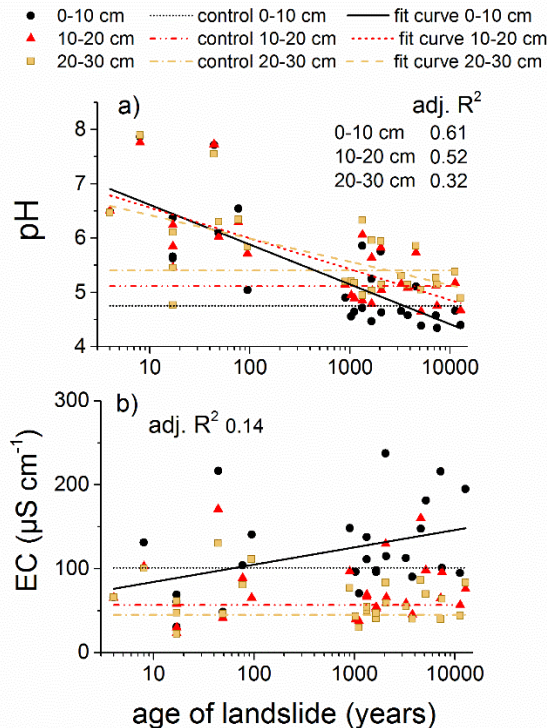 0-10 cm control 0-10 cm fit curve 0-10 cm
10-20 cm control 10-20 cm fit curve 10-20 cm
20-30 cm control 20-30 cm fit curve 20-30 cm
a) adj. R²
0-10 cm 0.61
10-20 cm 0.52
20-30 cm 0.32
8
7
6
5
4
pH
10 100 1000 10000
b)
adj. R² 0.14
300
200
100
0
EC (µS cm⁻¹)
10 100 1000 10000
age of landslide (years)